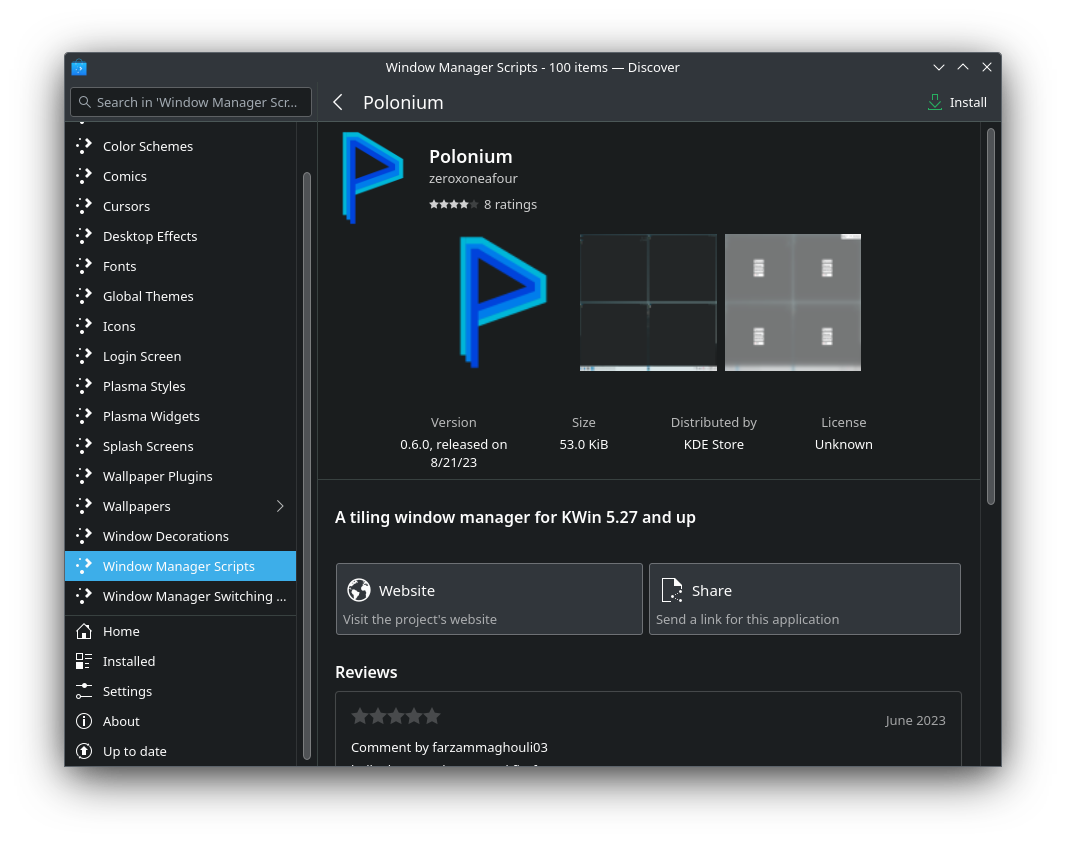 Window Manager Scripts - 100 items — Discover
Search in 'Window Manager Scr...
Polonium
Install
Color Schemes
Comics
Cursors
Desktop Effects
Fonts
Global Themes
Icons
Login Screen
Plasma Styles
Plasma Widgets
Splash Screens
Wallpaper Plugins
Wallpapers
Window Decorations
Window Manager Scripts
Window Manager Switching ...
Home
Installed
Settings
About
Up to date
Polonium
zeroxoneafour
8 ratings
Version
0.6.0, released on
8/21/23
Size
53.0 KiB
Distributed by
KDE Store
License
Unknown
A tiling window manager for KWin 5.27 and up
Website
Visit the project's website
Share
Send a link for this application
Reviews
June 2023
Comment by farzammaghouli03